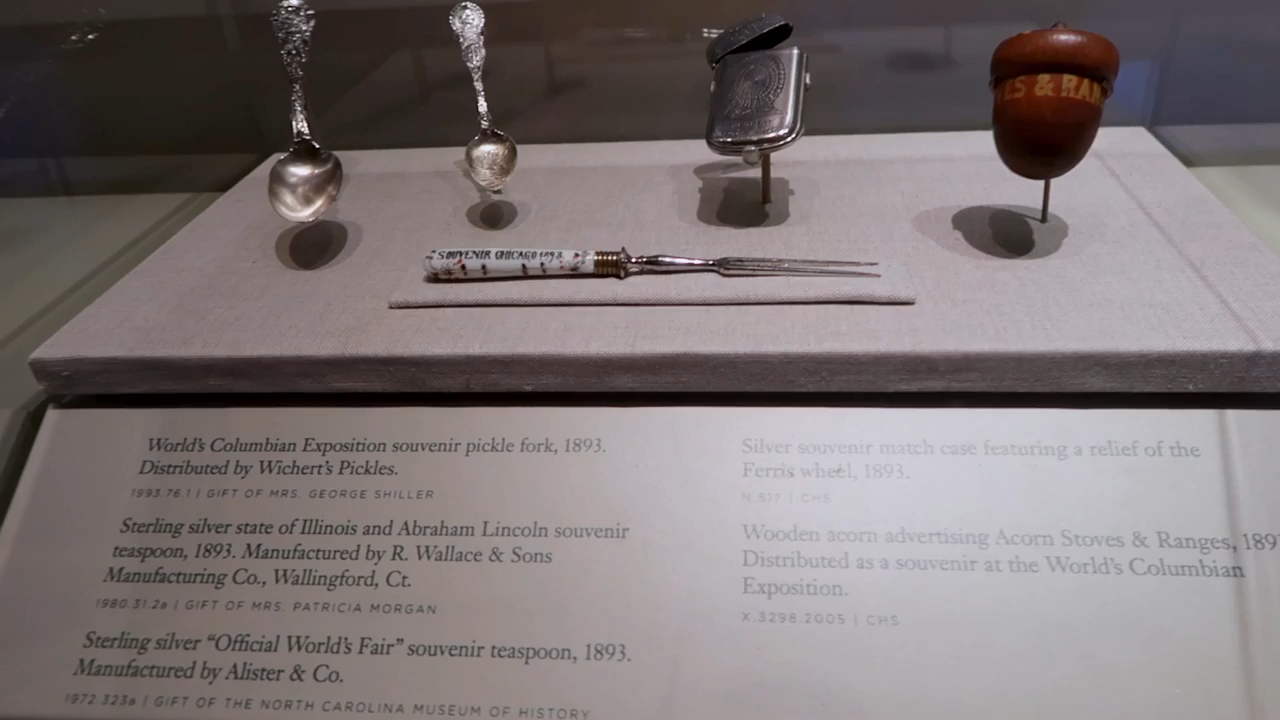 ES & RAN
SOUVENIR CHICAGO 1893
World's Columbian Exposition souvenir pickle fork, 1893.
Distributed by Wichert's Pickles.
1993.76.1 | GIFT OF MRS. GEORGE SHILLER
Sterling silver state of Illinois and Abraham Lincoln souvenir
teaspoon, 1893. Manufactured by R. Wallace & Sons
Manufacturing Co., Wallingford, Ct.
1980.31.2a | GIFT OF MRS. PATRICIA MORGAN
Sterling silver "Official World's Fair" souvenir teaspoon, 1893.
Manufactured by Alister & Co.
1972.323a | GIFT OF THE NORTH CAROLINA MUSEUM OF HISTORY
Silver souvenir match case featuring a relief of the
Ferris wheel, 1893.
N.517 | CHS
Wooden acorn advertising Acorn Stoves & Ranges, 189
Distributed as a souvenir at the World's Columbian
Exposition.
X.3298.2005 | CHS